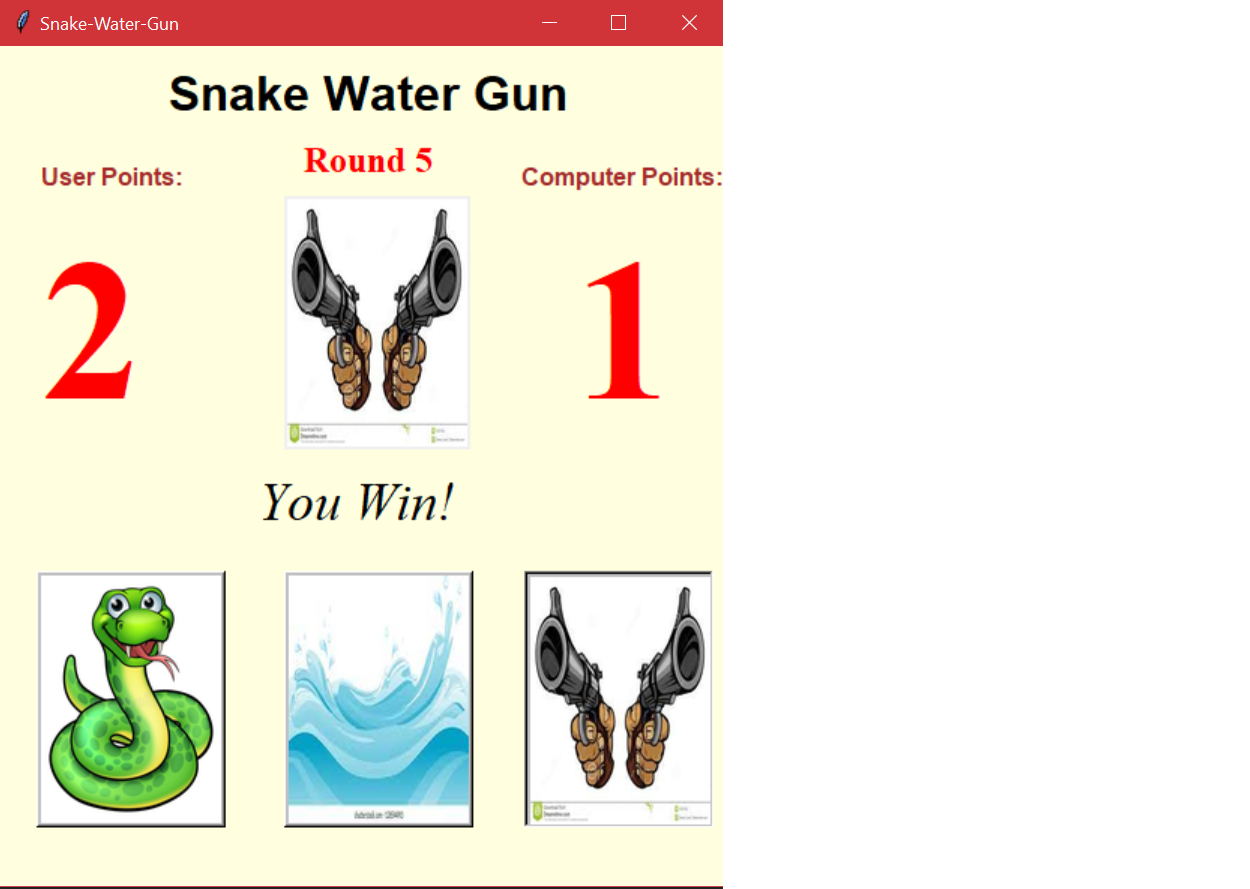 Snake-Water-Gun
Snake Water Gun
Round 5
User Points:
Computer Points:
2
1
You Win!